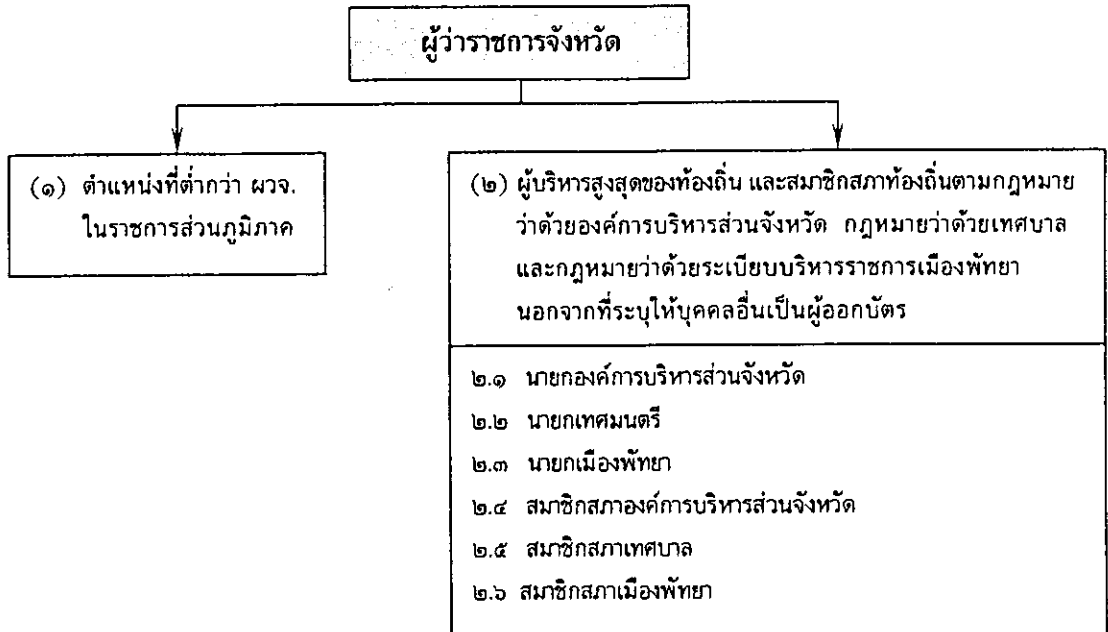 ผู้ว่าราชการจังหวัด
(๑) ตำแหน่งที่ต่ำกว่า ผวจ.
ในราชการส่วนภูมิภาค
(๒) ผู้บริหารสูงสุดของท้องถิ่น และสมาชิกสภาท้องถิ่นตามกฎหมาย
ว่าด้วยองค์การบริหารส่วนจังหวัด กฎหมายว่าด้วยเทศบาล
และกฎหมายว่าด้วยระเบียบบริหารราชการเมืองพัทยา
นอกจากที่ระบุให้บุคคลอื่นเป็นผู้ออกบัตร
๒.๑ นายกองค์การบริหารส่วนจังหวัด
๒.๒ นายกเทศมนตรี
๒.๓ นายกเมืองพัทยา
๒.๔ สมาชิกสภาองค์การบริหารส่วนจังหวัด
๒.๕ สมาชิกสภาเทศบาล
๒.๖ สมาชิกสภาเมืองพัทยา